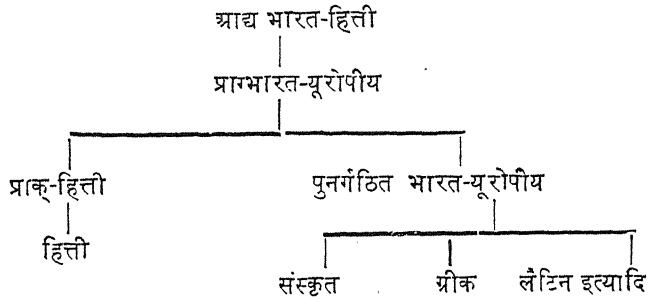 आद्य भारत-हित्ती
प्राग्भारत-यूरोपीय
प्राक्-हित्ती पुनर्गठित भारत-यूरोपीय
हित्ती
संस्कृत ग्रीक लैटिन इत्यादि